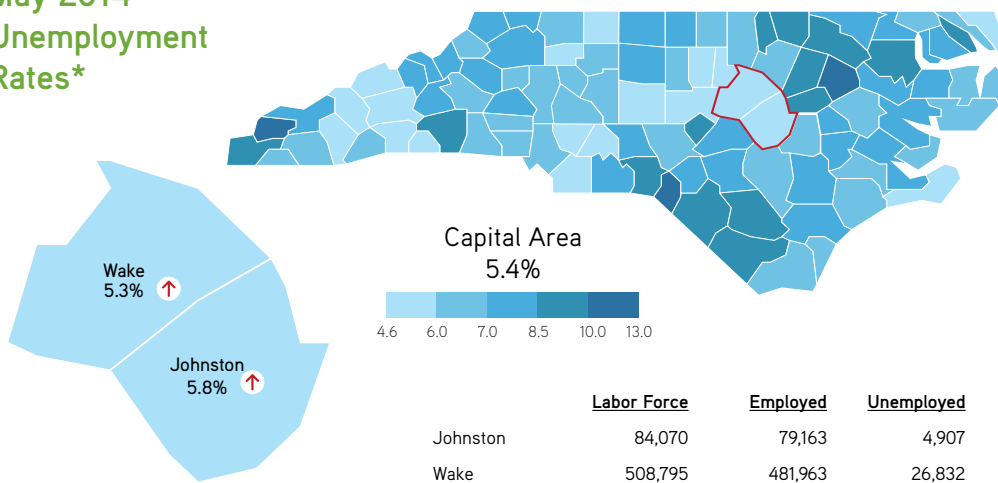 May 2014
Unemployment
Rates*
Wake
5.3%
Johnston
5.8%
Capital Area
5.4%
4.6 6.0 7.0 8.5 10.0 13.0
Labor Force Employed Unemployed
Johnston 84,070 79,163 4,907
Wake 508,795 481,963 26,832